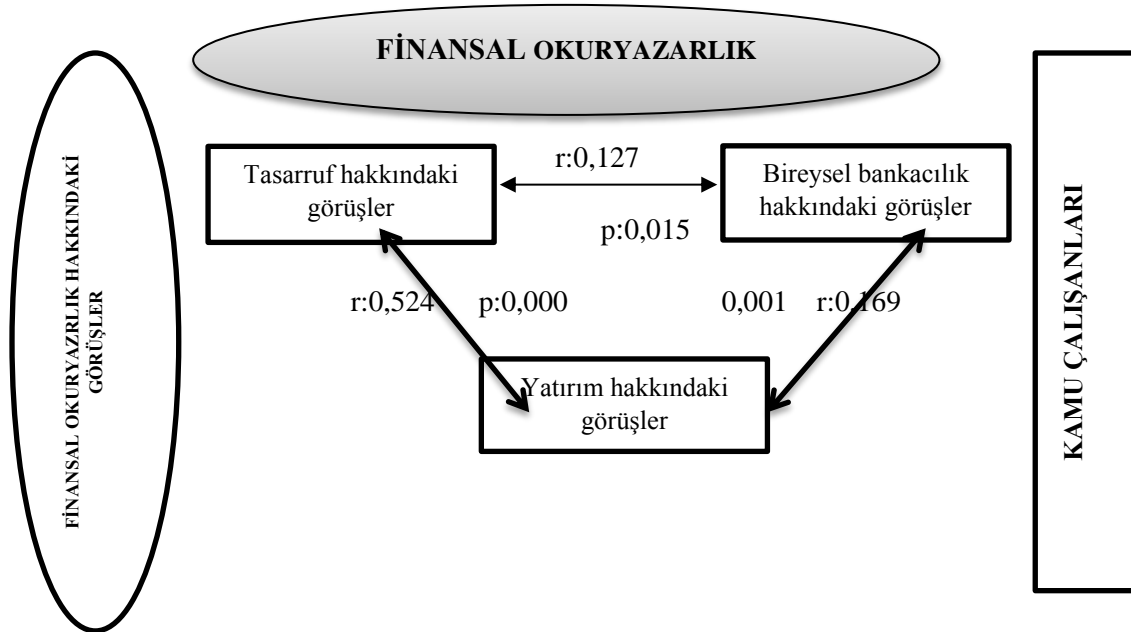 FİNANSAL OKURYAZARLIK
FİNANSAL OKURYAZRLIK HAKKINDAKİ
GÖRÜŞLER
Tasarruf hakkındaki
görüşler
r:0,127
p:0,015
Bireysel bankacılık
hakkındaki görüşler
r:0,524 p:0,000
0,001 r:0,169
Yatırım hakkındaki
görüşler
KAMU ÇALIŞANLARI